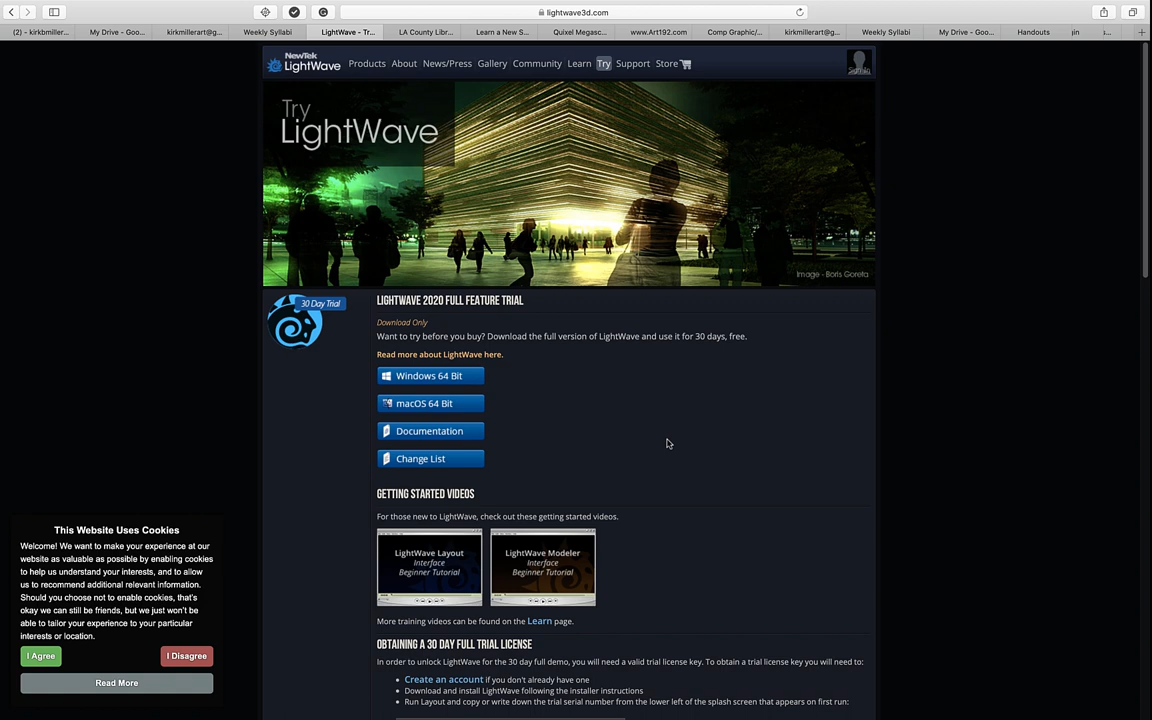 lightwave3d.com
(2) - kirkbmiller... My Drive - Goo... kirkmillerart@g... Weekly Syllabi LightWave - Tr... LA County Libr... Learn a New S... Quixel Megasc... www.Art192.com Comp Graphic/... kirkmillerart@g... Weekly Syllabi My Drive - Goo... Handouts
NewTek
LightWave Products About News/Press Gallery Community Learn Try Support Store
Try
LightWave
Image - Boris Goreta
30 Day Trial
LIGHTWAVE 2020 FULL FEATURE TRIAL
Download Only
Want to try before you buy? Download the full version of LightWave and use it for 30 days, free.
Read more about LightWave here.
Windows 64 Bit
macOS 64 Bit
Documentation
Change List
GETTING STARTED VIDEOS
For those new to LightWave, check out these getting started videos.
LightWave Layout
Interface
Beginner Tutorial
LightWave Modeler
Interface
Beginner Tutorial
More training videos can be found on the Learn page.
OBTAINING A 30 DAY FULL TRIAL LICENSE
In order to unlock LightWave for the 30 day full demo, you will need a valid trial license key. To obtain a trial license key you will need to:
• Create an account if you don't already have one
• Download and install LightWave following the installer instructions
• Run Layout and copy or write down the trial serial number from the lower left of the splash screen that appears on first run:
This Website Uses Cookies
Welcome! We want to make your experience at our
website as valuable as possible by enabling cookies
to help us understand your interests, and to allow
us to recommend additional relevant information.
Should you choose not to enable cookies, that's
okay we can still be friends, but we just won't be
able to tailor your experience to your particular
interests or location.
I Agree I Disagree
Read More